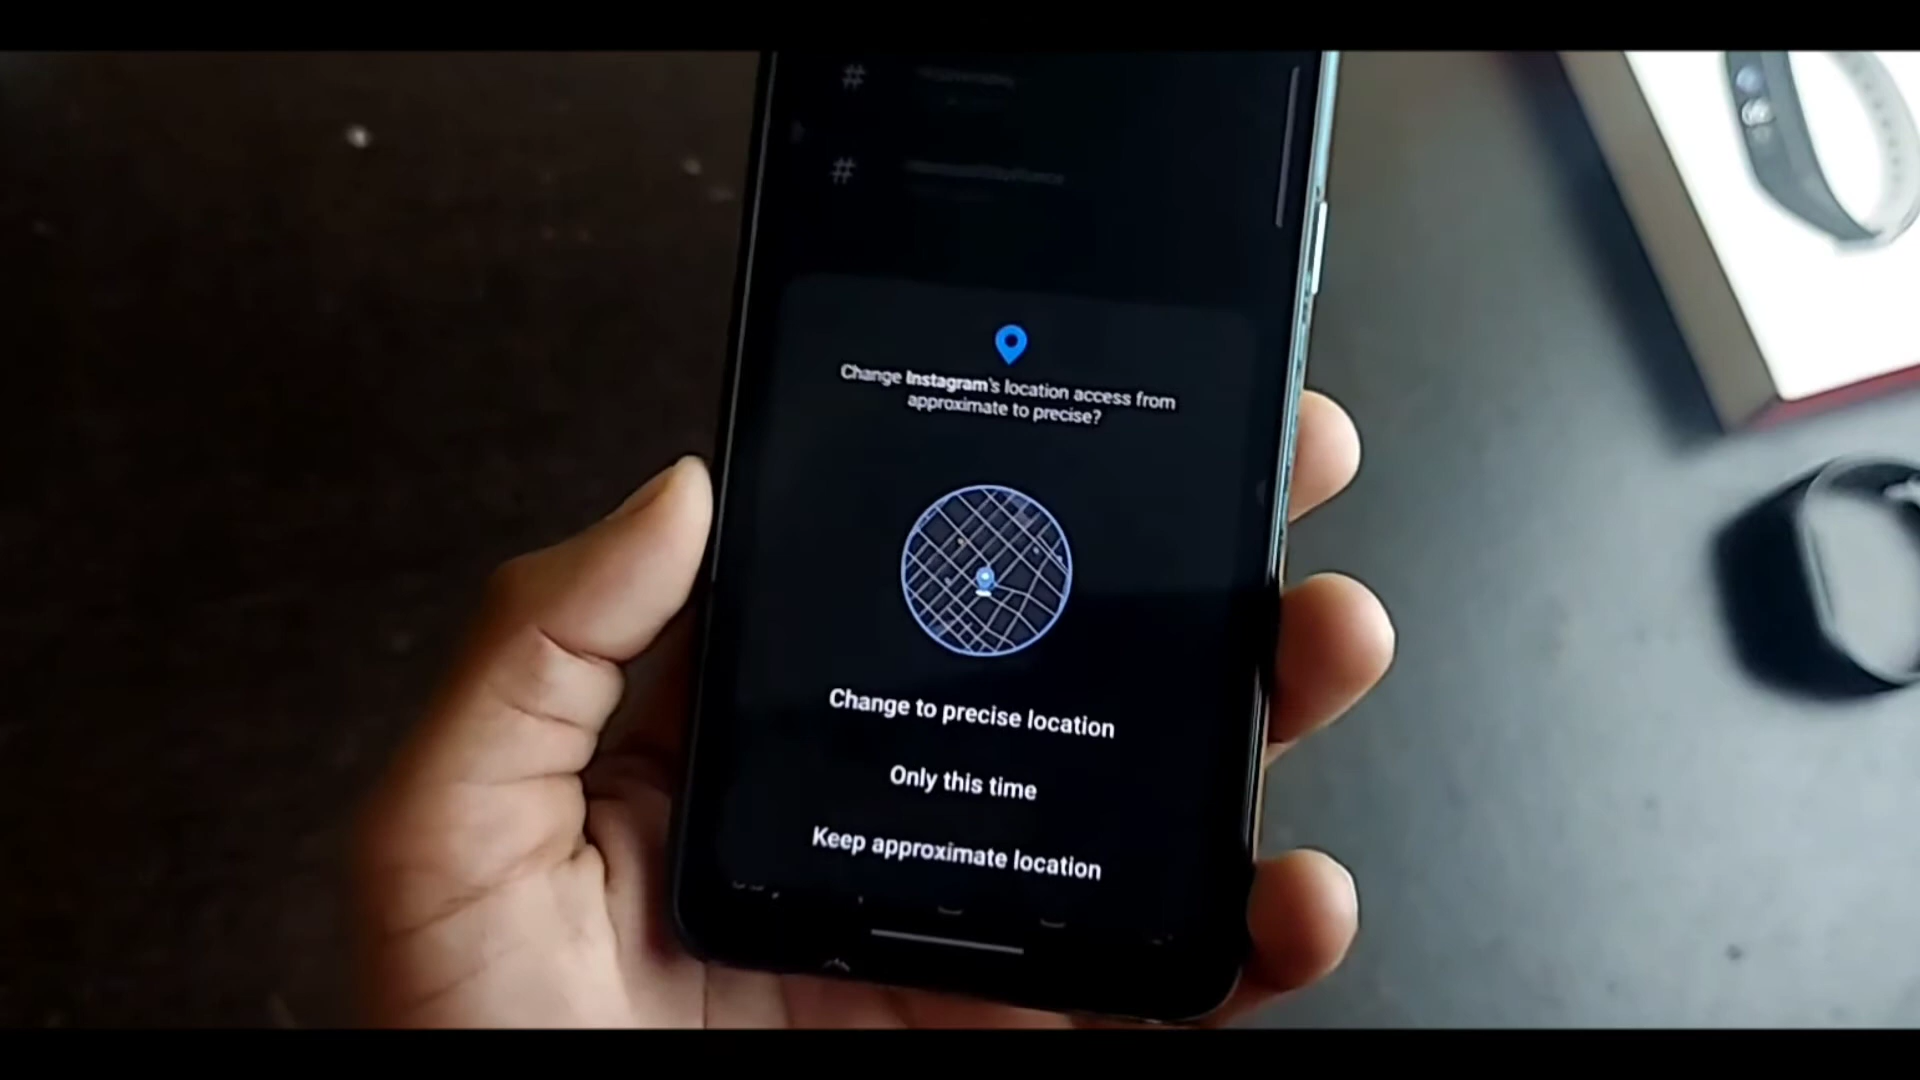 #
#
Change Instagram's location access from
approximate to precise?
Change to precise location
Only this time
Keep approximate location